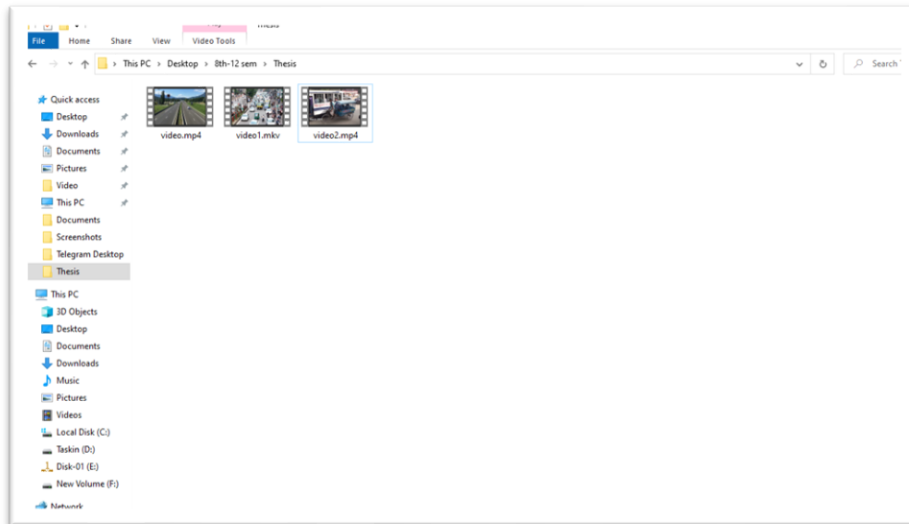 Thesis
File Home Share View Video Tools
This PC > Desktop > 8th-12 sem > Thesis
Search
Quick access
Desktop
Downloads
Documents
Pictures
Video
This PC
Documents
Screenshots
Telegram Desktop
Thesis
This PC
3D Objects
Desktop
Documents
Downloads
Music
Pictures
Videos
Local Disk (C:)
Taskin (D:)
Disk-01 (E:)
New Volume (F:)
Network
video.mp4 video1.mkv video2.mp4